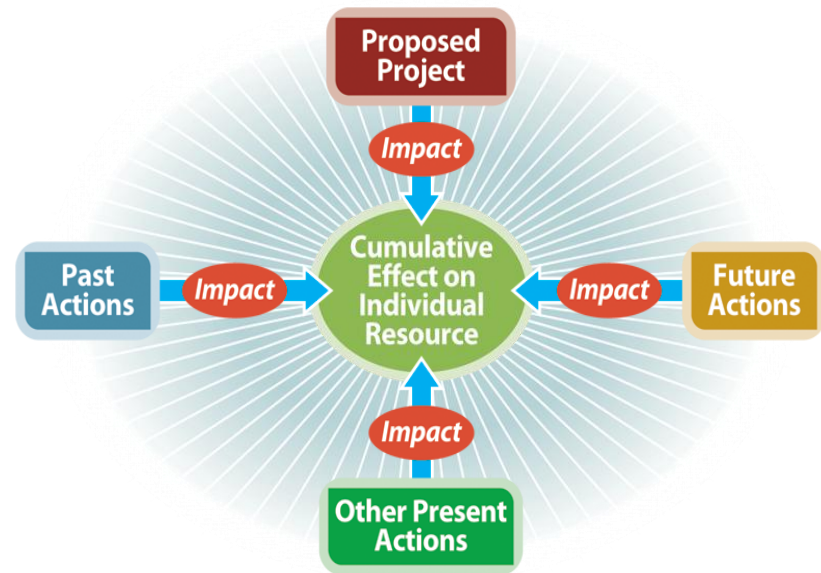 Proposed
Project
Impact
Cumulative
Effect on
Individual
Resource
Past
Actions
Impact
Impact
Future
Actions
Impact
Other Present
Actions